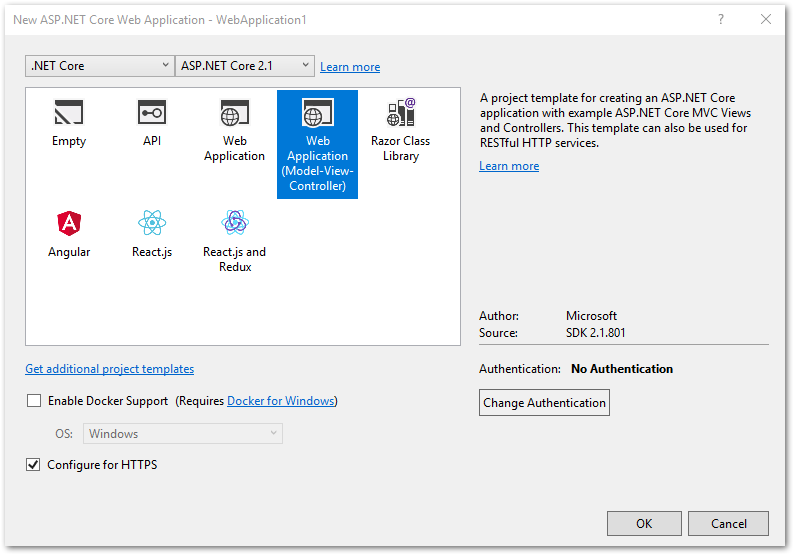 New ASP.NET Core Web Application - WebApplication1
.NET Core
ASP.NET Core 2.1
Learn more
Empty
API
Web
Application
Web
Application
(Model-View-
Controller)
Razor Class
Library
Angular
React.js
React.js and
Redux
A project template for creating an ASP.NET Core
application with example ASP.NET Core MVC Views
and Controllers. This template can also be used for
RESTful HTTP services.
Learn more
Author: Microsoft
Source: SDK 2.1.801
Get additional project templates
Authentication: No Authentication
Change Authentication
Enable Docker Support (Requires Docker for Windows)
OS: Windows
Configure for HTTPS
OK
Cancel